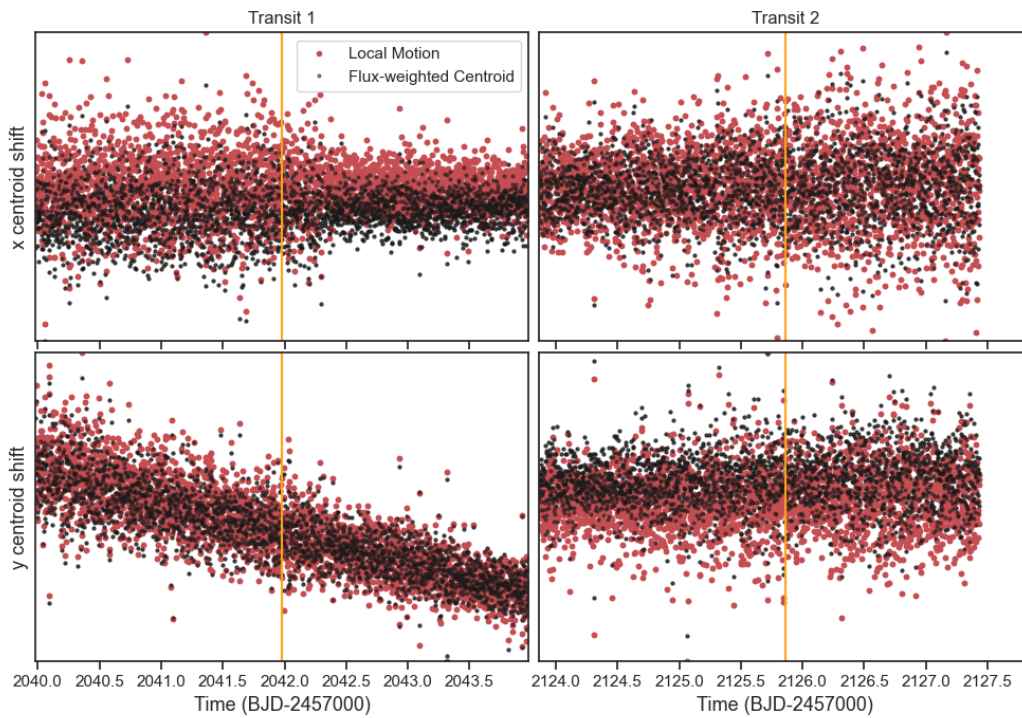 Transit 1
Transit 2
Local Motion
Flux-weighted Centroid
x centroid shift
y centroid shift
2040.0 2040.5 2041.0 2041.5 2042.0 2042.5 2043.0 2043.5
2124.0 2124.5 2125.0 2125.5 2126.0 2126.5 2127.0 2127.5
Time (BJD-2457000)
Time (BJD-2457000)